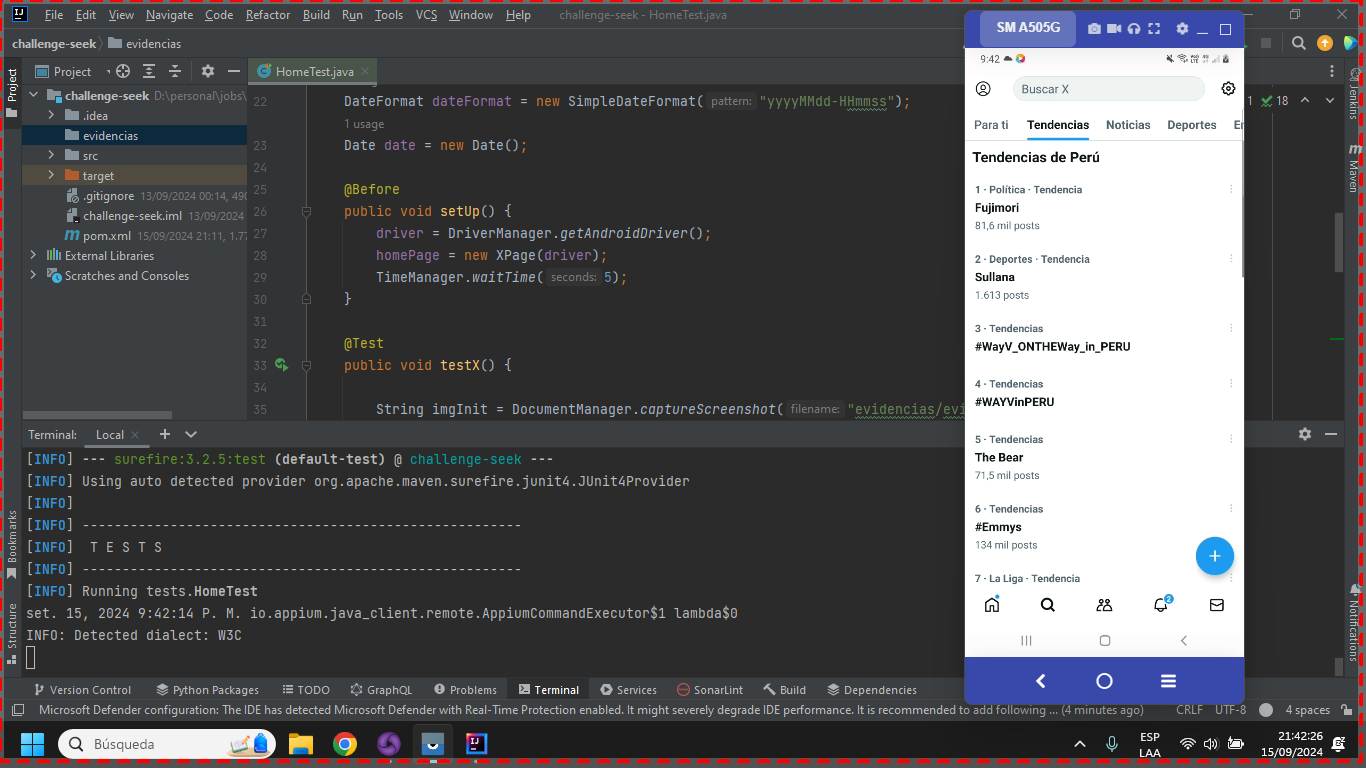 File Edit View Navigate Code Refactor Build Run Tools VCS Window Help challenge-seek - HomeTest.java
challenge-seek evidencias
Project
Project
HomeTest.java
challenge-seek D:\personal\jobs\
.idea
evidencias
src
target
.gitignore 13/09/2024 00:14, 490
challenge-seek.iml 13/09/2024
pom.xml 15/09/2024 21:11, 1.77
External Libraries
Scratches and Consoles
22 DateFormat dateFormat = new SimpleDateFormat( pattern: "yyyyMMdd-HHmmss");
1 usage
23 Date date = new Date();
24
25 @Before
26 public void setUp() {
27 driver = DriverManager.getAndroidDriver();
28 homePage = new XPage(driver);
29 TimeManager.waitTime( seconds: 5);
30 }
31
32 @Test
33 public void testX() {
34
35 String imgInit = DocumentManager.captureScreenshot( filename: "evidencias/evi
1 18
Jenkins
Maven
Notifications
SM A505G
9:42
Buscar X
Para ti Tendencias Noticias Deportes En
Tendencias de Perú
1 · Política · Tendencia
Fujimori
81,6 mil posts
2 · Deportes · Tendencia
Sullana
1.613 posts
3 · Tendencias
#WayV_ONTHEWay_in_PERU
4 · Tendencias
#WAYVinPERU
5 · Tendencias
The Bear
71,5 mil posts
6 · Tendencias
#Emmys
134 mil posts
7 · La Liga · Tendencia
2
Terminal: Local
[INFO] --- surefire:3.2.5:test (default-test) @ challenge-seek ---
[INFO] Using auto detected provider org.apache.maven.surefire.junit4.JUnit4Provider
[INFO]
[INFO] -------------------------------------------------------
[INFO] T E S T S
[INFO] -------------------------------------------------------
[INFO] Running tests.HomeTest
set. 15, 2024 9:42:14 P. M. io.appium.java_client.remote.AppiumCommandExecutor$1 lambda$0
INFO: Detected dialect: W3C
Bookmarks
Structure
Version Control Python Packages TODO GraphQL Problems Terminal Services SonarLint Build Dependencies
Microsoft Defender configuration: The IDE has detected Microsoft Defender with Real-Time Protection enabled. It might severely degrade IDE performance. It is recommended to add following ... (4 minutes ago) CRLF UTF-8 4 spaces
Búsqueda
ESP
LAA
21:42:26
15/09/2024